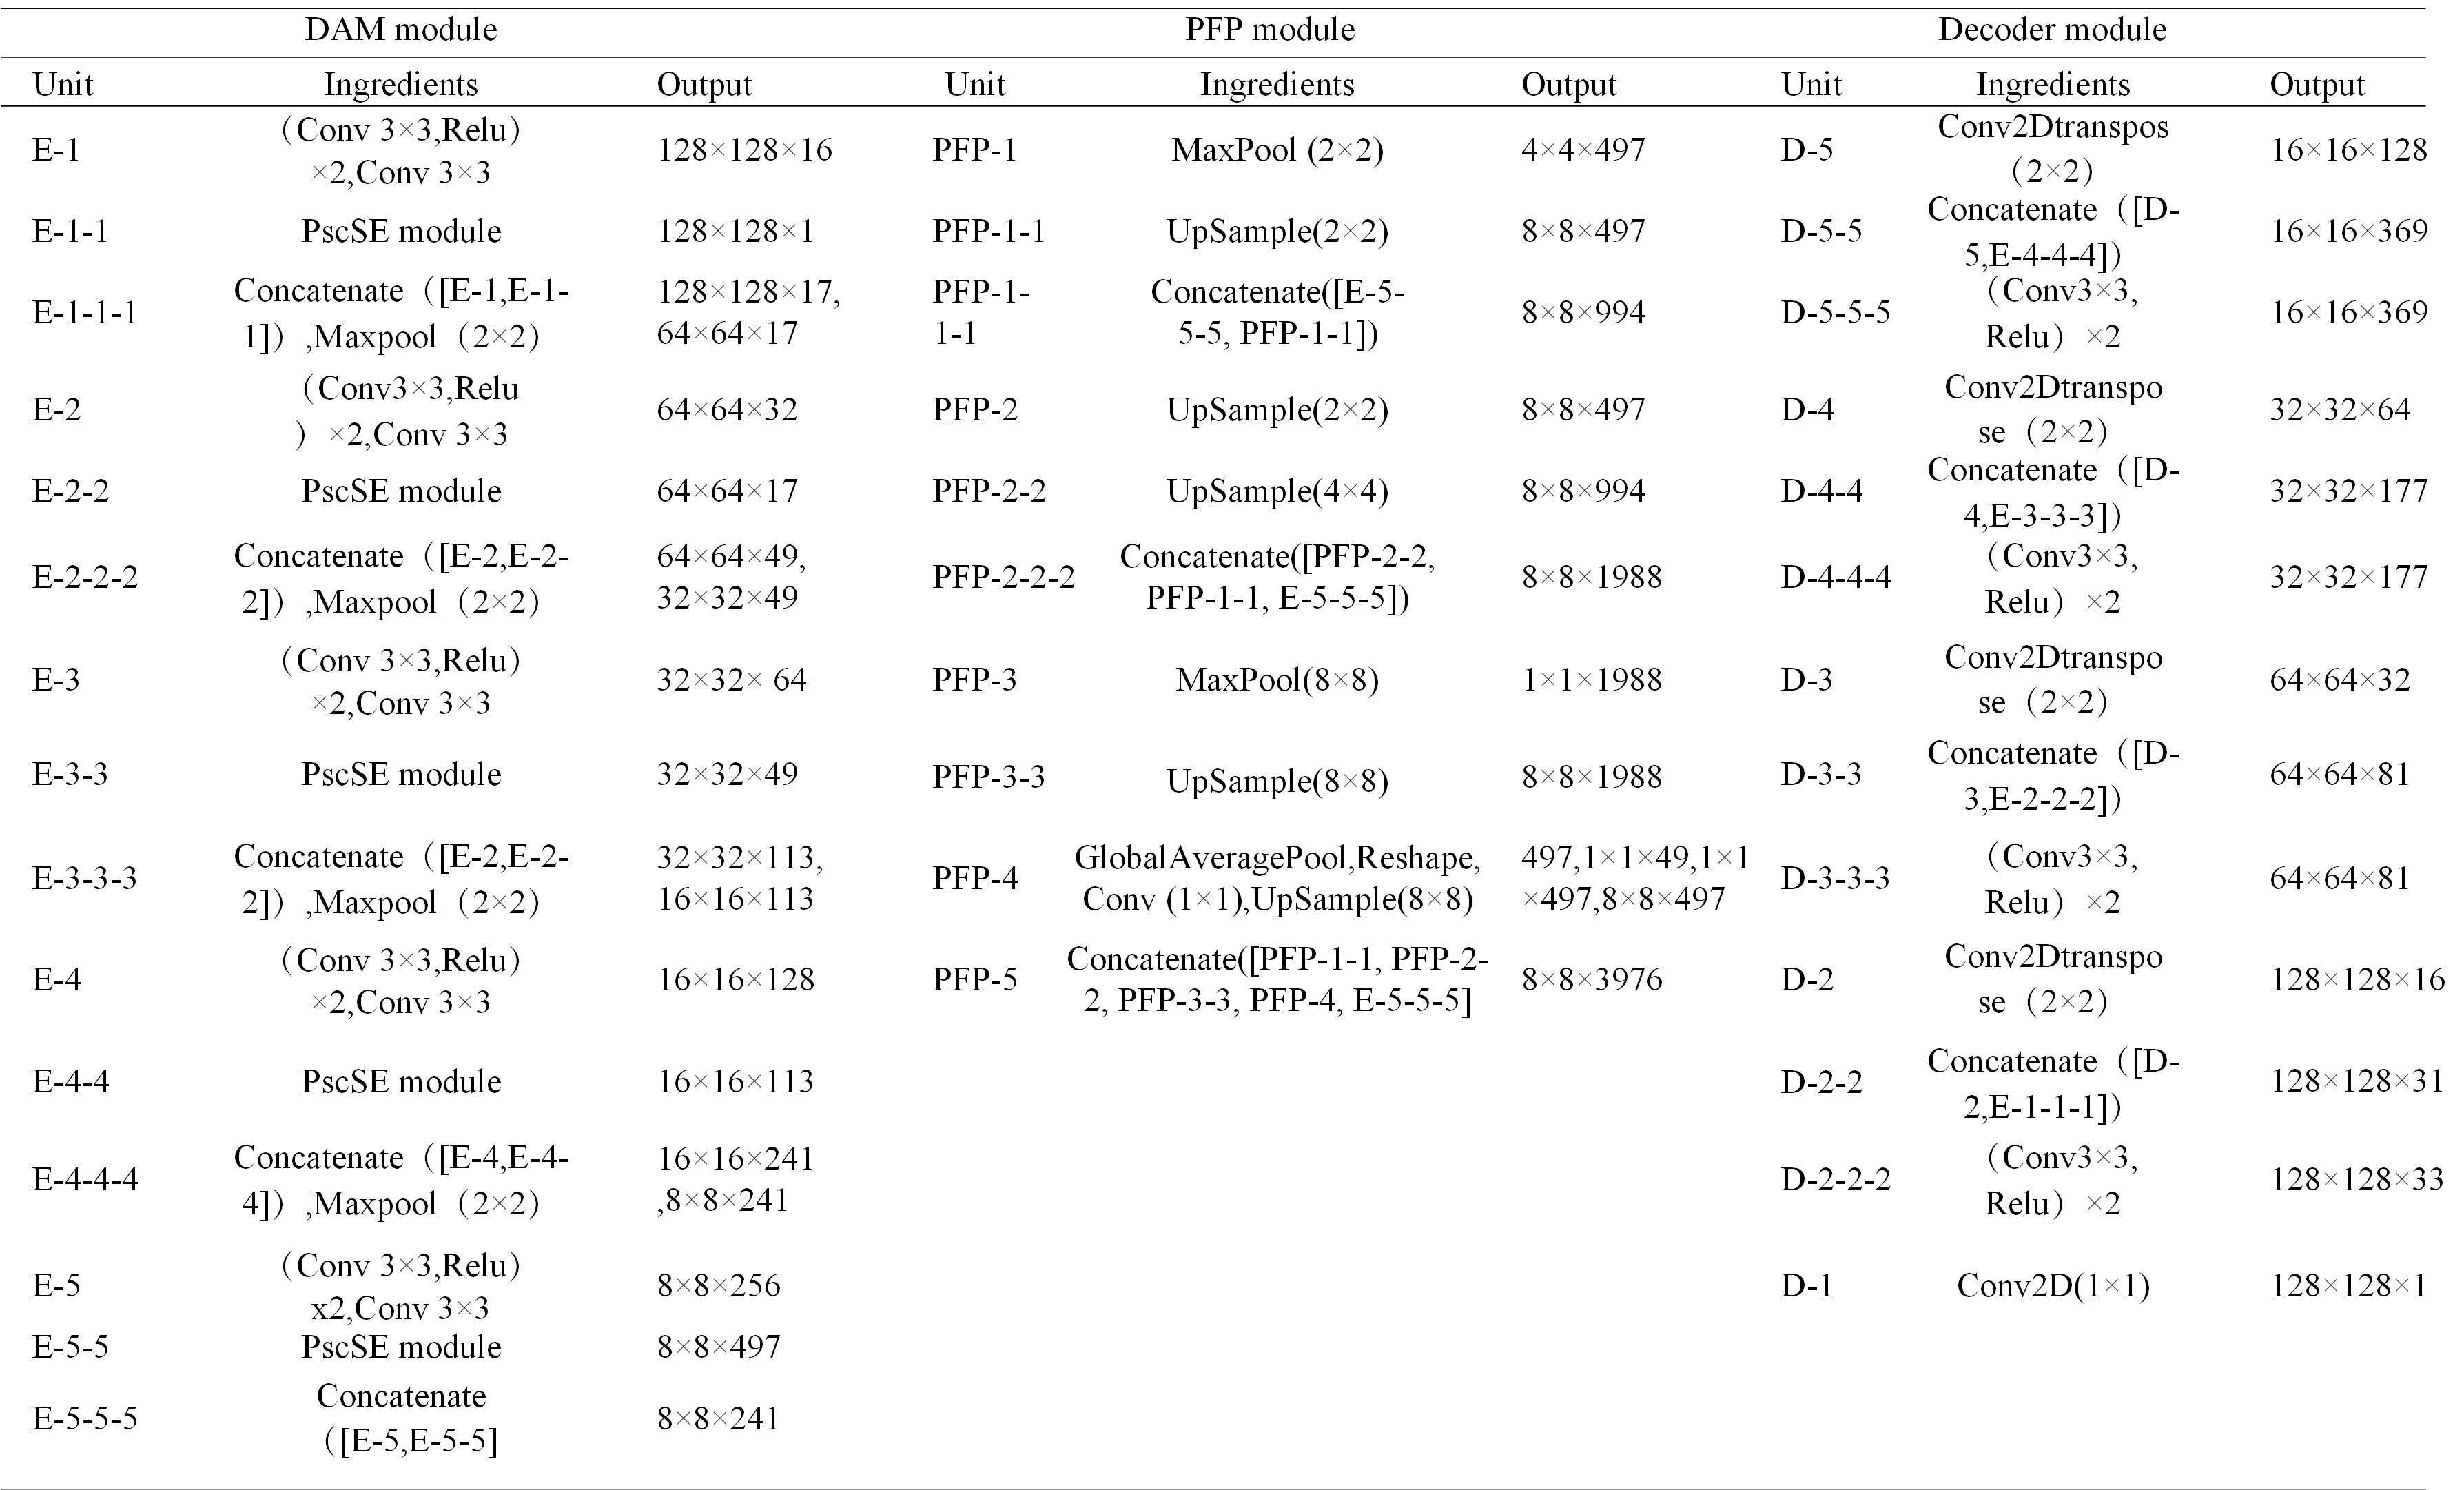 DAM module PFP module Decoder module
Unit Ingredients Output Unit Ingredients Output Unit Ingredients Output
E-1 （Conv 3×3,Relu）
×2,Conv 3×3 128×128×16 PFP-1 MaxPool (2×2) 4×4×497 D-5 Conv2Dtranspos
（2×2） 16×16×128
E-1-1 PscSE module 128×128×1 PFP-1-1 UpSample(2×2) 8×8×497 D-5-5 Concatenate（[D-
5,E-4-4-4]） 16×16×369
E-1-1-1 Concatenate（[E-1,E-1-
1]）,Maxpool（2×2） 128×128×17,
64×64×17 PFP-1-
1-1 Concatenate([E-5-
5-5, PFP-1-1]) 8×8×994 D-5-5-5 （Conv3×3,
Relu）×2 16×16×369
E-2 （Conv3×3,Relu
）×2,Conv 3×3 64×64×32 PFP-2 UpSample(2×2) 8×8×497 D-4 Conv2Dtranspo
se（2×2） 32×32×64
E-2-2 PscSE module 64×64×17 PFP-2-2 UpSample(4×4) 8×8×994 D-4-4 Concatenate（[D-
4,E-3-3-3]） 32×32×177
E-2-2-2 Concatenate（[E-2,E-2-
2]）,Maxpool（2×2） 64×64×49,
32×32×49 PFP-2-2-2 Concatenate([PFP-2-2,
PFP-1-1, E-5-5-5]) 8×8×1988 D-4-4-4 （Conv3×3,
Relu）×2 32×32×177
E-3 （Conv 3×3,Relu）
×2,Conv 3×3 32×32× 64 PFP-3 MaxPool(8×8) 1×1×1988 D-3 Conv2Dtranspo
se（2×2） 64×64×32
E-3-3 PscSE module 32×32×49 PFP-3-3 UpSample(8×8) 8×8×1988 D-3-3 Concatenate（[D-
3,E-2-2-2]） 64×64×81
E-3-3-3 Concatenate（[E-2,E-2-
2]）,Maxpool（2×2） 32×32×113,
16×16×113 PFP-4 GlobalAveragePool,Reshape,
Conv (1×1),UpSample(8×8) 497,1×1×49,1×1
×497,8×8×497 D-3-3-3 （Conv3×3,
Relu）×2 64×64×81
E-4 （Conv 3×3,Relu）
×2,Conv 3×3 16×16×128 PFP-5 Concatenate([PFP-1-1, PFP-2-
2, PFP-3-3, PFP-4, E-5-5-5] 8×8×3976 D-2 Conv2Dtranspo
se（2×2） 128×128×16
E-4-4 PscSE module 16×16×113 D-2-2 Concatenate（[D-
2,E-1-1-1]） 128×128×31
E-4-4-4 Concatenate（[E-4,E-4-
4]）,Maxpool（2×2） 16×16×241
,8×8×241 D-2-2-2 （Conv3×3,
Relu）×2 128×128×33
E-5 （Conv 3×3,Relu）
x2,Conv 3×3 8×8×256 D-1 Conv2D(1×1) 128×128×1
E-5-5 PscSE module 8×8×497
E-5-5-5 Concatenate
（[E-5,E-5-5] 8×8×241